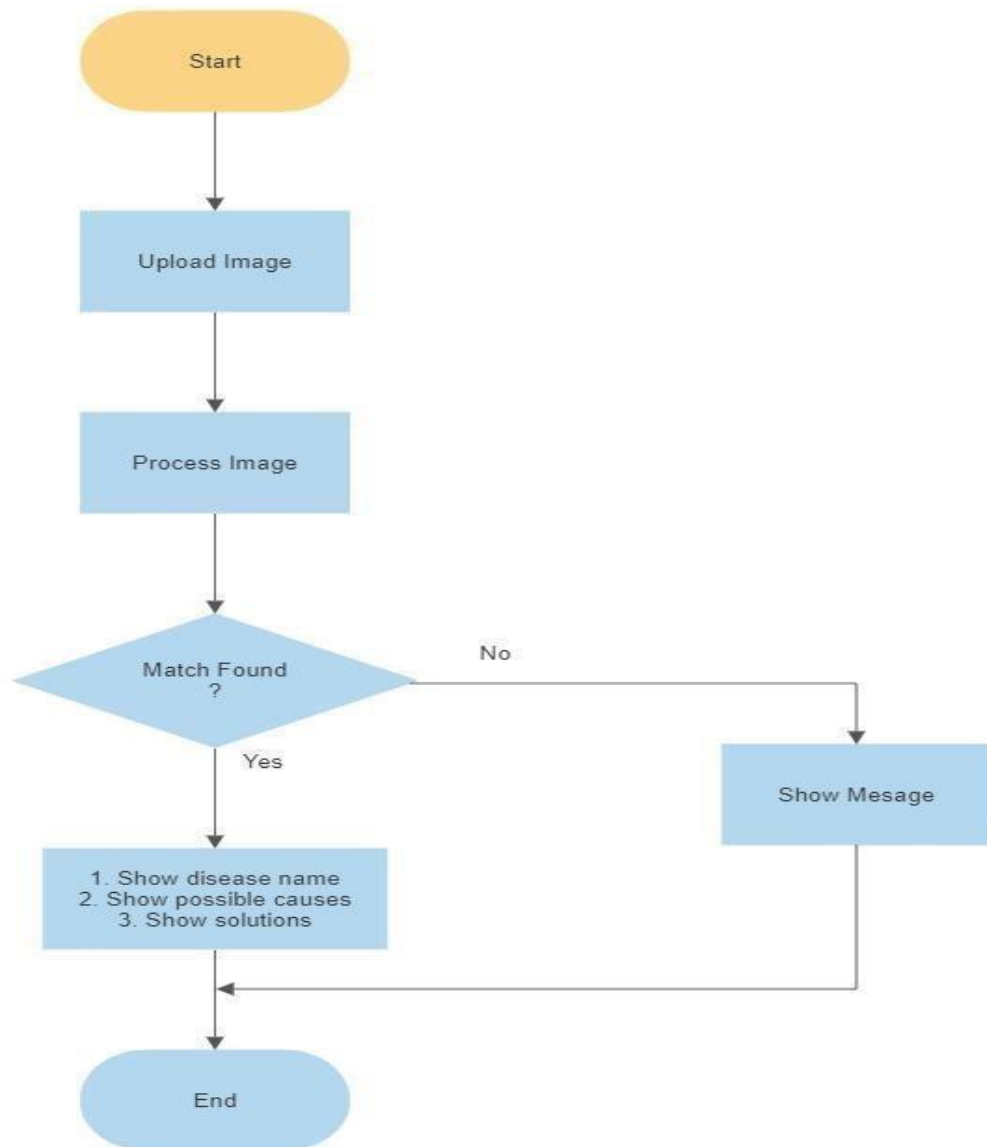 Start
Upload Image
Process Image
Match Found
?
No
Yes
Show Mesage
1. Show disease name
2. Show possible causes
3. Show solutions
End